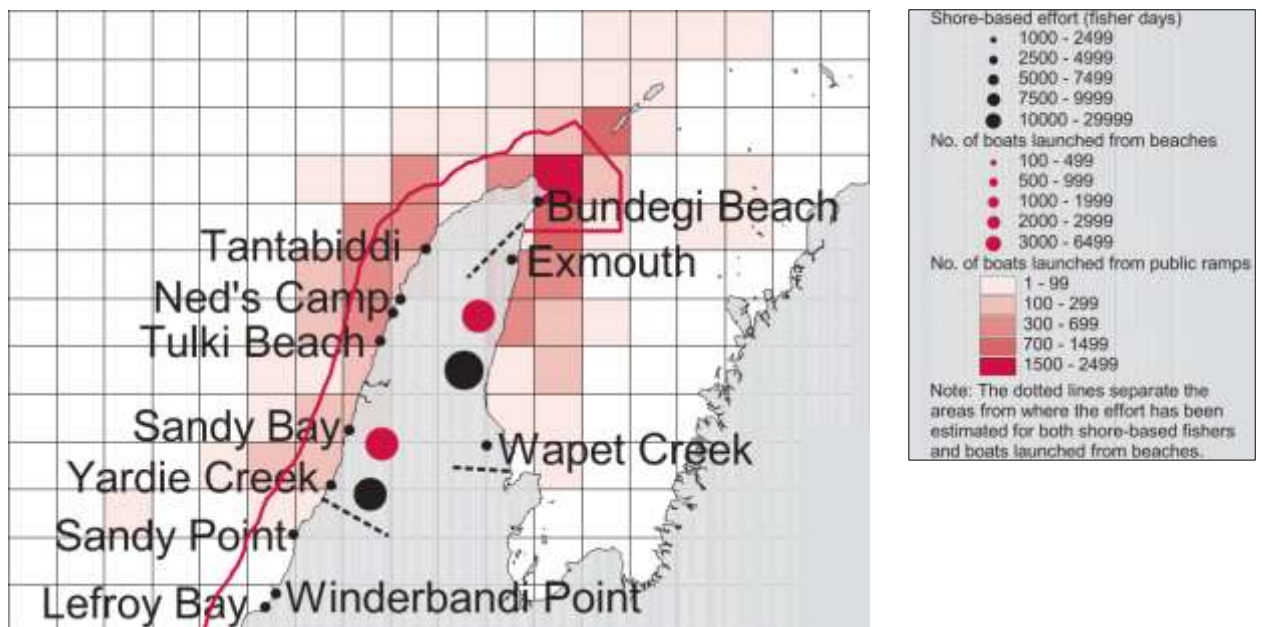 Bundegi Beach
Tantabiddi
Exmouth
Ned's Camp
Tulki Beach
Sandy Bay
Wapet Creek
Yardie Creek
Sandy Point
Lefroy Bay
Winderbandi Point
Shore-based effort (fisher days)
1000 - 2499
2500 - 4999
5000 - 7499
7500 - 9999
10000 - 29999
No. of boats launched from beaches
100 - 499
500 - 999
1000 - 1999
2000 - 2999
3000 - 6499
No. of boats launched from public ramps
1 - 99
100 - 299
300 - 699
700 - 1499
1500 - 2499
Note: The dotted lines separate the
areas from where the effort has been
estimated for both shore-based fishers
and boats launched from beaches.